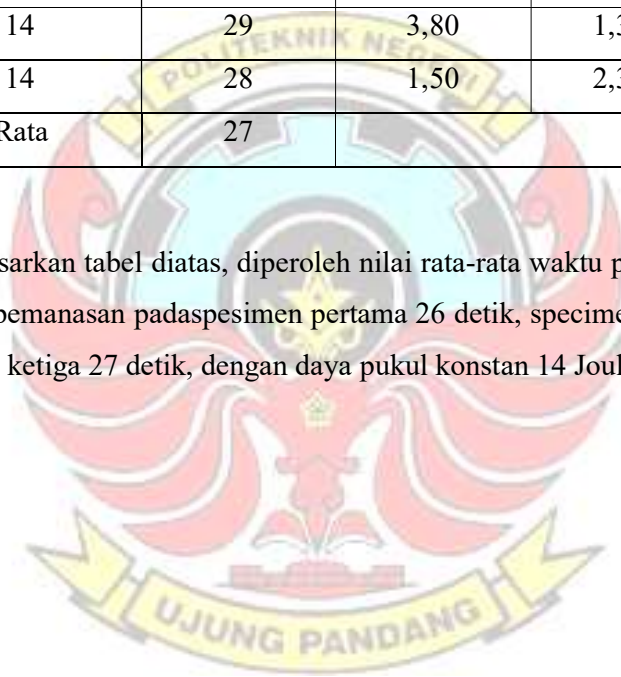 14 29 3,80 1,3
14 28 1,50 2,3
Rata 27
POLITEKNIK NEGERI
sarkan tabel diatas, diperoleh nilai rata-rata waktu p
pemanasan padaspesimen pertama 26 detik, specime
ketiga 27 detik, dengan daya pukul konstan 14 Joul
UJUNG PANDANG